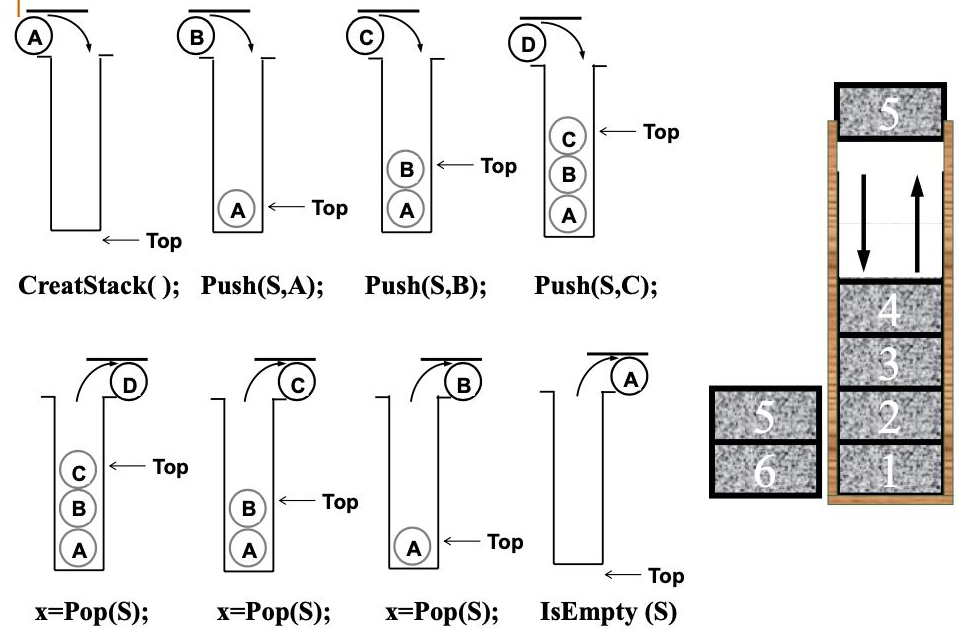 A
B
C
D
C
Top
B
B
Top
A
Top
A
A
Top
CreatStack( );
Push(S,A);
Push(S,B);
Push(S,C);
D
C
B
A
C
Top
B
B
Top
A
A
A
Top
Top
x=Pop(S);
x=Pop(S);
x=Pop(S);
IsEmpty (S)
5
4
3
5
2
6
1